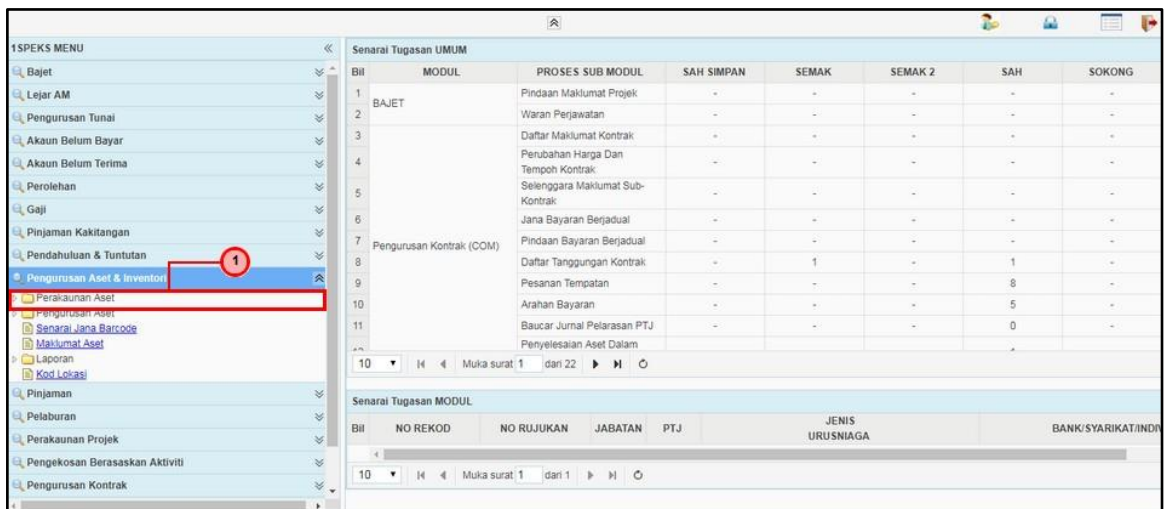 1SPEKS MENU
Bajet
Lejar AM
Pengurusan Tunai
Akaun Belum Bayar
Akaun Belum Terima
Perolehan
Gaji
Pinjaman Kakitangan
Pendahuluan & Tuntutan
1
Pengurusan Aset & Inventori
Perakaunan Aset
Pengurusan Aset
Senarai Jana Barcode
Maklumat Aset
Laporan
Kod Lokasi
Pinjaman
Pelaburan
Perakaunan Projek
Pengekosan Berasaskan Aktiviti
Pengurusan Kontrak
Senarai Tugasan UMUM
Bil MODUL PROSES SUB MODUL SAH SIMPAN SEMAK SEMAK 2 SAH SOKONG
1 BAJET Pindaan Maklumat Projek - - - - -
2 Waran Perjawatan - - - - -
3 Pengurusan Kontrak (COM) Daftar Maklumat Kontrak - - - - -
4 Perubahan Harga Dan
Tempoh Kontrak - - - - -
5 Selenggara Maklumat Sub-
Kontrak - - - - -
6 Jana Bayaran Berjadual - - - - -
7 Pindaan Bayaran Berjadual - - - - -
8 Daftar Tanggungan Kontrak - 1 - 1 -
9 Pesanan Tempatan - - - 8 -
10 Arahan Bayaran - - - 5 -
11 Baucar Jurnal Pelarasan PTJ - - - 0 -
Penyelesaian Aset Dalam
10 Muka surat 1 dari 22
Senarai Tugasan MODUL
Bil NO REKOD NO RUJUKAN JABATAN PTJ JENIS
URUSNIAGA BANK/SYARIKAT/INDIV
10 Muka surat 1 dari 1